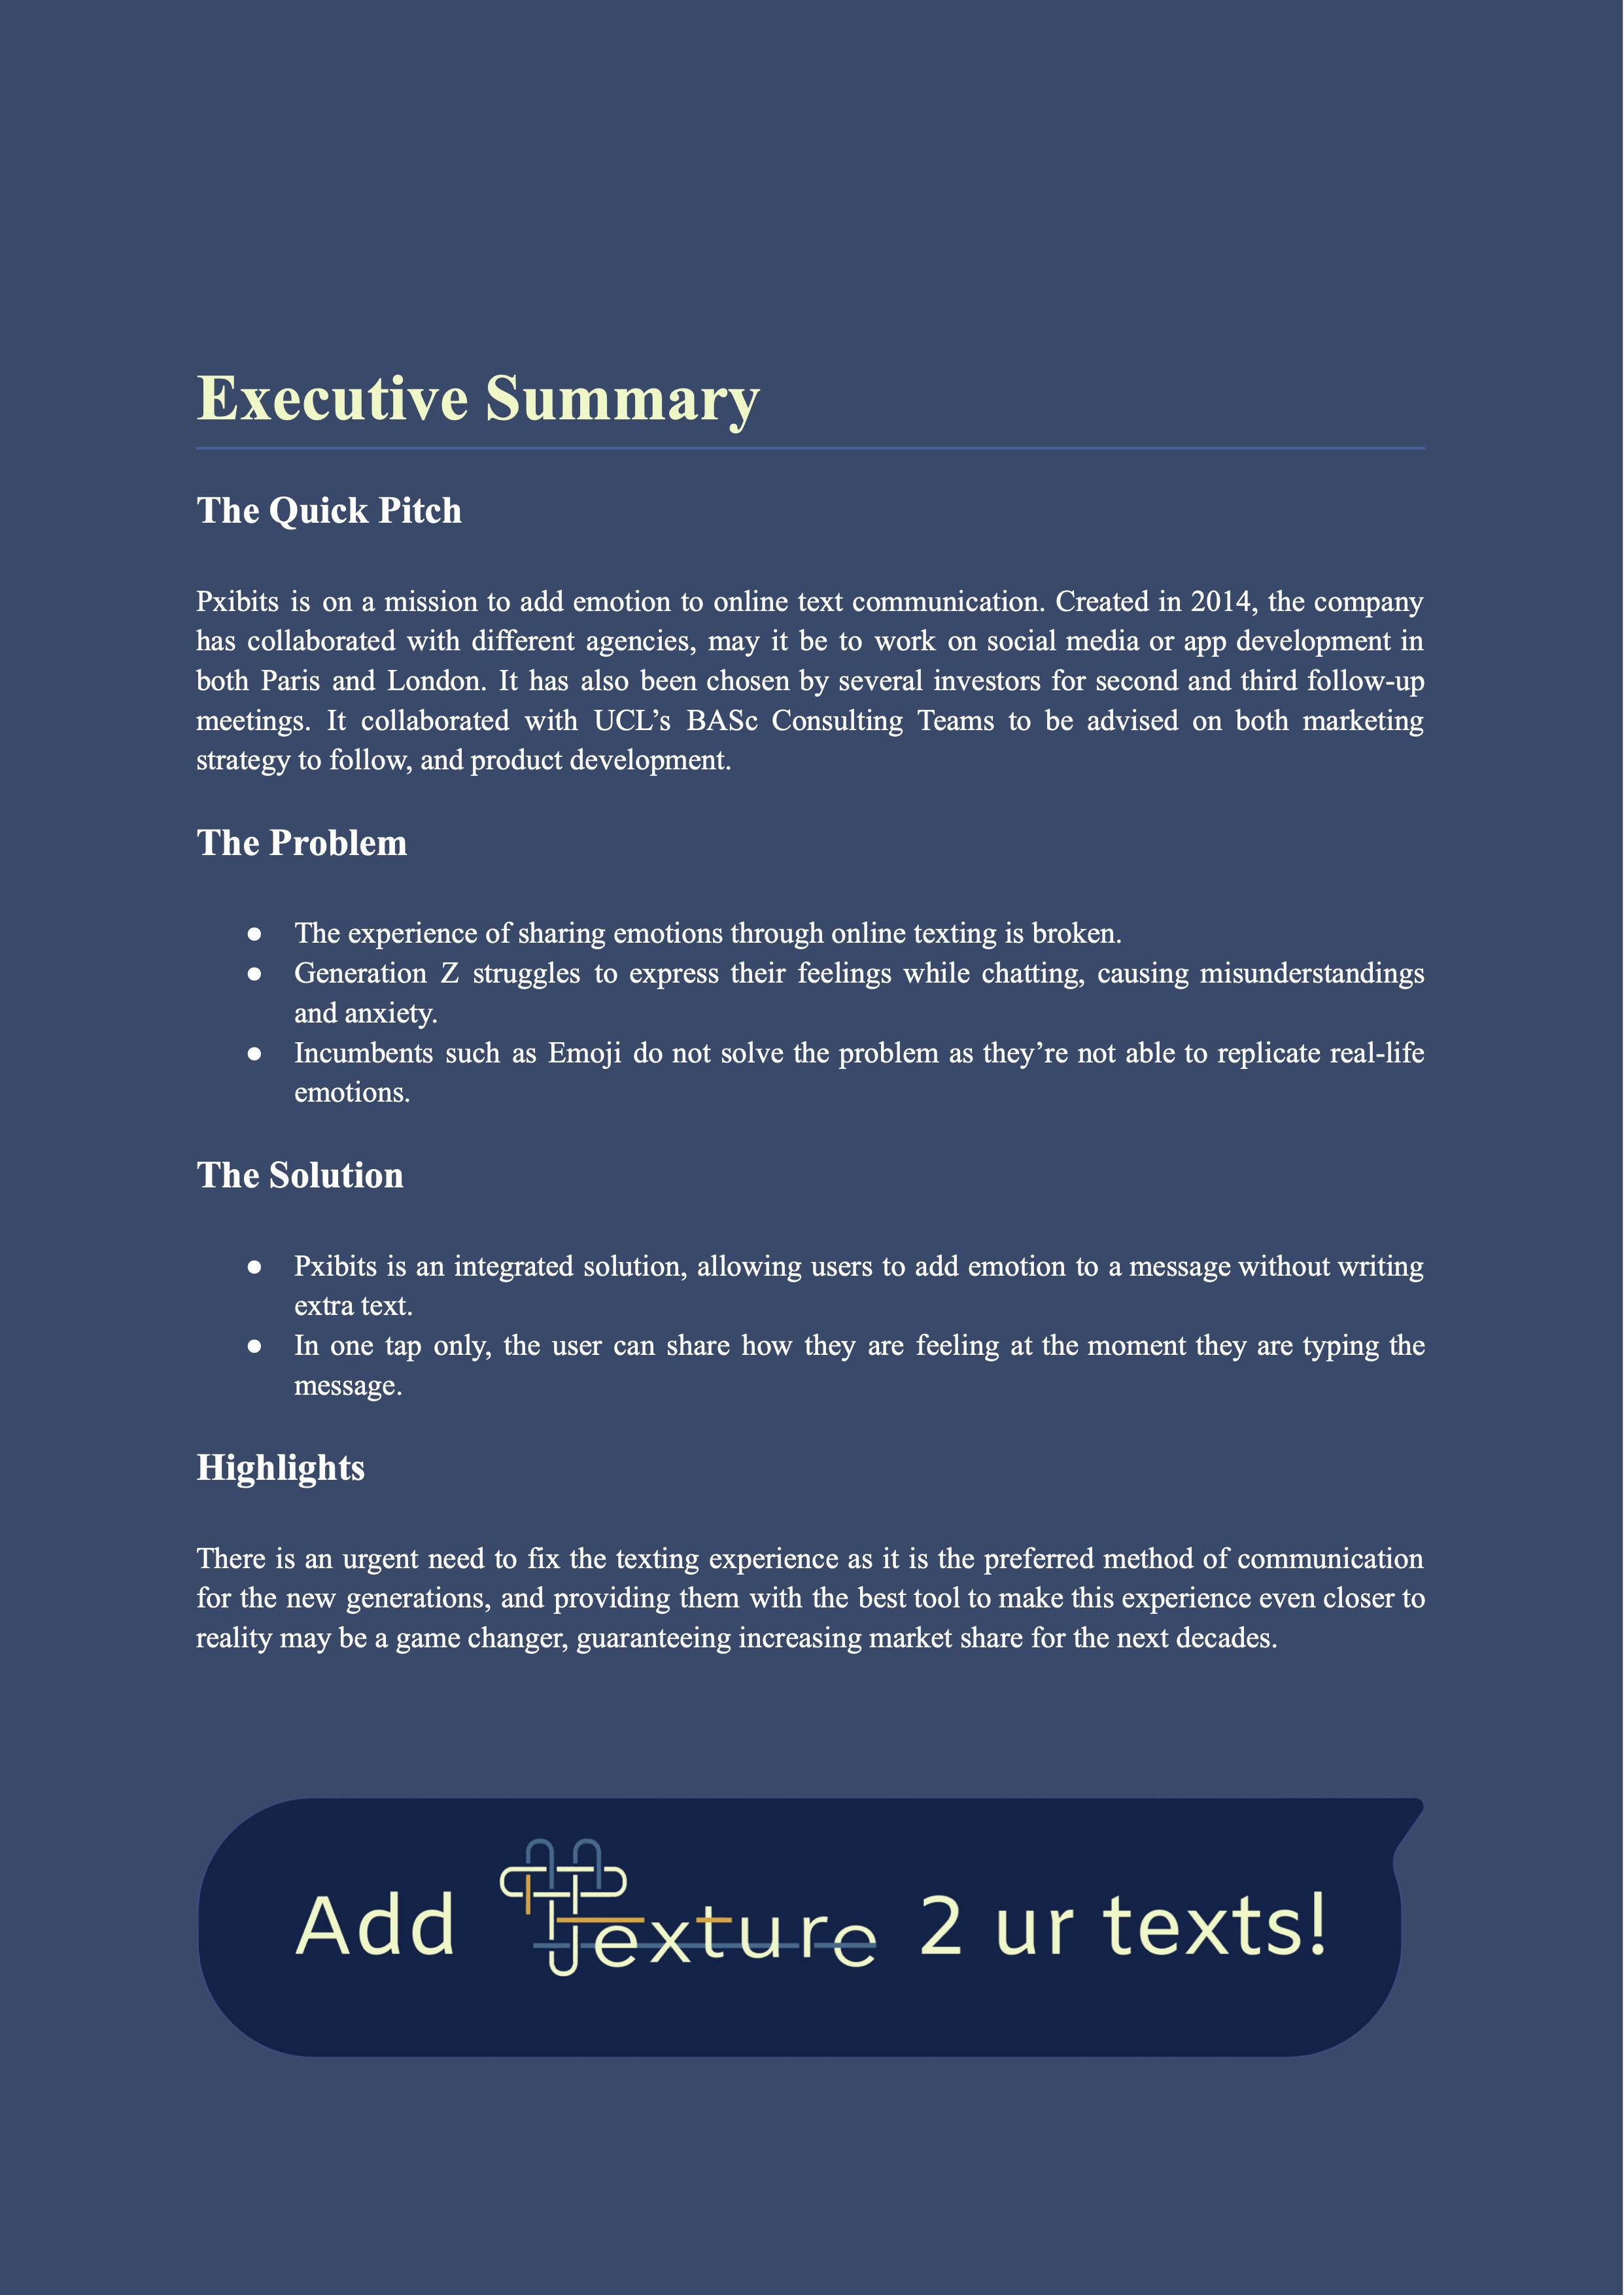 Executive Summary
The Quick Pitch
Pxibits is on a mission to add emotion to online text communication. Created in 2014, the company
has collaborated with different agencies, may it be to work on social media or app development in
both Paris and London. It has also been chosen by several investors for second and third follow-up
meetings. It collaborated with UCL’s BASc Consulting Teams to be advised on both marketing
strategy to follow, and product development.
The Problem
● The experience of sharing emotions through online texting is broken.
● Generation Z struggles to express their feelings while chatting, causing misunderstandings
and anxiety.
● Incumbents such as Emoji do not solve the problem as they’re not able to replicate real-life
emotions.
The Solution
● Pxibits is an integrated solution, allowing users to add emotion to a message without writing
extra text.
● In one tap only, the user can share how they are feeling at the moment they are typing the
message.
Highlights
There is an urgent need to fix the texting experience as it is the preferred method of communication
for the new generations, and providing them with the best tool to make this experience even closer to
reality may be a game changer, guaranteeing increasing market share for the next decades.
Add Texture 2 ur texts!